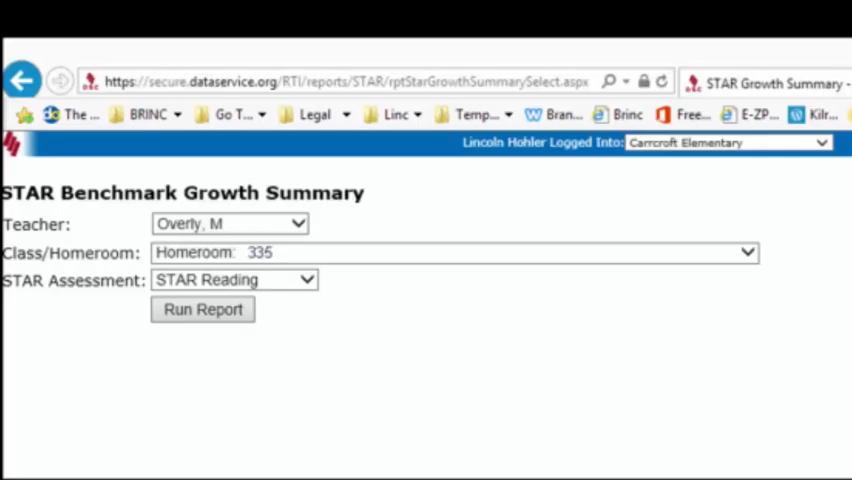 https://secure.dataservice.org/RTI/reports/STAR/rptStarGrowthSummarySelect.aspx
STAR Growth Summary -
The ... BRINC Go T... Legal Linc Temp... Bran... Brinc Free... E-ZP... Kilr...
Lincoln Hohler Logged Into: Carrcroft Elementary
STAR Benchmark Growth Summary
Teacher: Overly, M
Class/Homeroom: Homeroom: 335
STAR Assessment: STAR Reading
Run Report